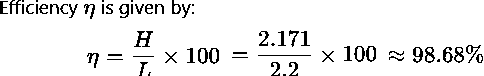 Efficiency η is given by:
η = H/L × 100 = 2.171/2.2 × 100 ≈ 98.68%